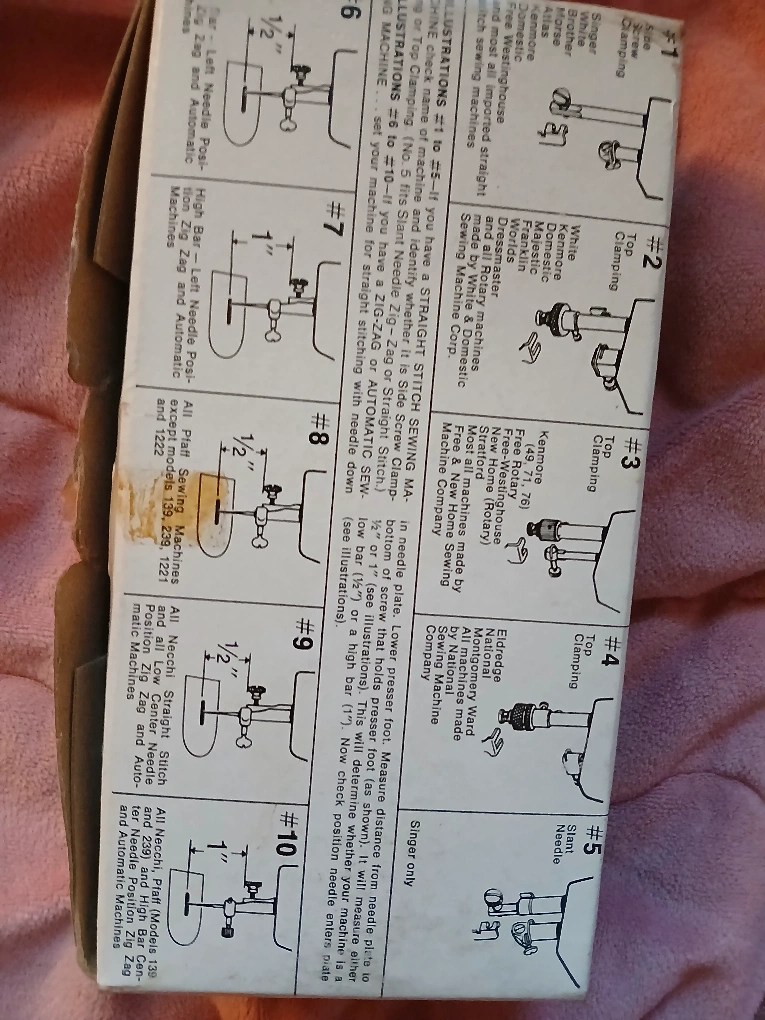 #1
Side
Screw
Clamping
Singer
White
Brother
Morse
Atlas
Kenmore
Domestic
Free Westinghouse
and most all imported straight
stitch sewing machines
#2
Top
Clamping
White
Kenmore
Domestic
Majestic
Franklin
Worlds
Dressmaster
and all Rotary machines
made by White & Domestic
Sewing Machine Corp.
#3
Top
Clamping
Kenmore
(49, 71, 76)
Free Rotary
Free-Westinghouse
New Home (Rotary)
Stratford
Most all machines made by
Free & New Home Sewing
Machine Company
#4
Top
Clamping
Eldredge
National
Montgomery Ward
All machines made
by National
Sewing Machine
Company
#5
Slant
Needle
Singer only
ILLUSTRATIONS #1 to #5—If you have a STRAIGHT STITCH SEWING MA-
CHINE check name of machine and identify whether it is Side Screw Clamp-
ing or Top Clamping. (No. 5 fits Slant Needle Zig-Zag or Straight Stitch.)
ILLUSTRATIONS #6 to #10—If you have a ZIG-ZAG or AUTOMATIC SEW-
ING MACHINE . . . set your machine for straight stitching with needle down
in needle plate. Lower presser foot. Measure distance from needle plate to
bottom of screw that holds presser foot (as shown). It will measure either
½" or 1" (see illustrations). This will determine whether your machine is a
low bar (½") or a high bar (1"). Now check position needle enters plate
(see illustrations).
#6
1/2"
Bar – Left Needle Posi-
Zig Zag and Automatic
#7
1"
High Bar – Left Needle Posi-
tion Zig Zag and Automatic
Machines
#8
1/2"
All Pfaff Sewing Machines
except models 139, 239, 1221
and 1222
#9
1/2"
All Necchi Straight Stitch
and all Low Center Needle
Position Zig Zag and Auto-
matic Machines
#10
1"
All Necchi, Pfaff (Models 139
and 239) and High Bar Cen-
ter Needle Position Zig Zag
and Automatic Machines